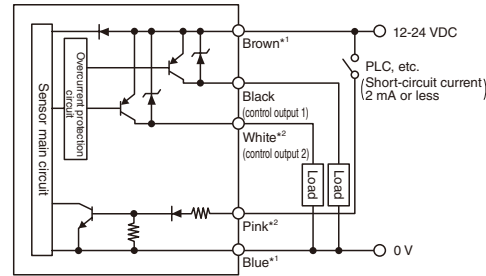 Sensor main circuit
Overcurrent protection
circuit
Brown*1
12-24 VDC
PLC, etc.
(Short-circuit current
2 mA or less)
Black
(control output 1)
White*2
(control output 2)
Load
Load
Pink*2
Blue*1
0 V